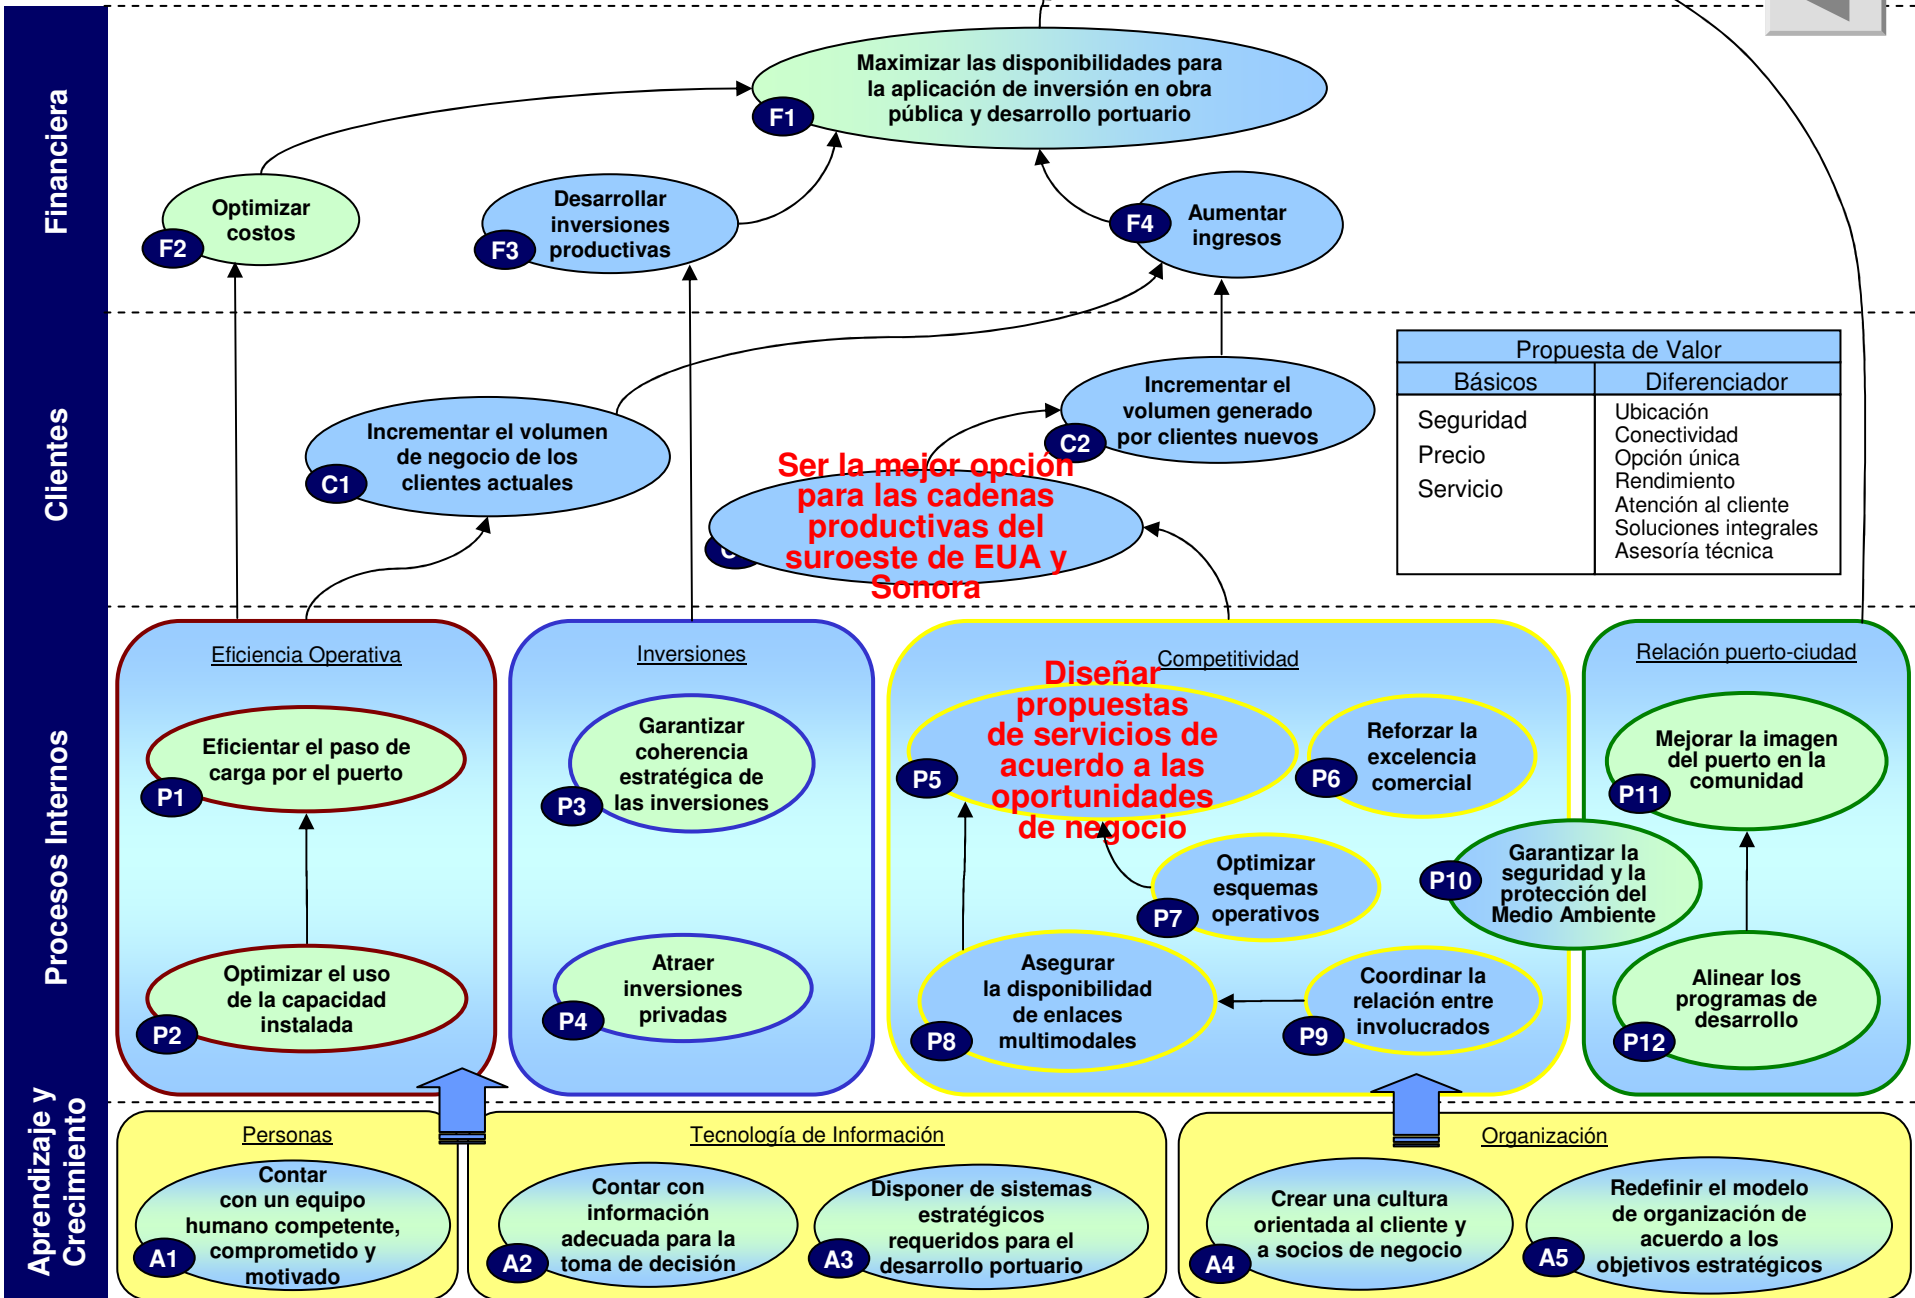 Financiera
Maximizar las disponibilidades para
la aplicación de inversión en obra
pública y desarrollo portuario
F1
Optimizar
costos
F2
Desarrollar
inversiones
productivas
F3
Aumentar
ingresos
F4
Clientes
Incrementar el volumen
de negocio de los
clientes actuales
C1
Incrementar el
volumen generado
por clientes nuevos
C2
Ser la mejor opción
para las cadenas
productivas del
suroeste de EUA y
Sonora
Propuesta de Valor
Básicos
Diferenciador
Seguridad
Precio
Servicio
Ubicación
Conectividad
Opción única
Rendimiento
Atención al cliente
Soluciones integrales
Asesoría técnica
Procesos Internos
Eficiencia Operativa
Eficientar el paso de
carga por el puerto
P1
Optimizar el uso
de la capacidad
instalada
P2
Inversiones
Garantizar
coherencia
estratégica de
las inversiones
P3
Atraer
inversiones
privadas
P4
Competitividad
Diseñar
propuestas
de servicios de
acuerdo a las
oportunidades
de negocio
P5
Reforzar la
excelencia
comercial
P6
Optimizar
esquemas
operativos
P7
Asegurar
la disponibilidad
de enlaces
multimodales
P8
Coordinar la
relación entre
involucrados
P9
Garantizar la
seguridad y la
protección del
Medio Ambiente
P10
Relación puerto-ciudad
Mejorar la imagen
del puerto en la
comunidad
P11
Alinear los
programas de
desarrollo
P12
Aprendizaje y
Crecimiento
Personas
Contar
con un equipo
humano competente,
comprometido y
motivado
A1
Tecnología de Información
Contar con
información
adecuada para la
toma de decisión
A2
Disponer de sistemas
estratégicos
requeridos para el
desarrollo portuario
A3
Organización
Crear una cultura
orientada al cliente y
a socios de negocio
A4
Redefinir el modelo
de organización de
acuerdo a los
objetivos estratégicos
A5